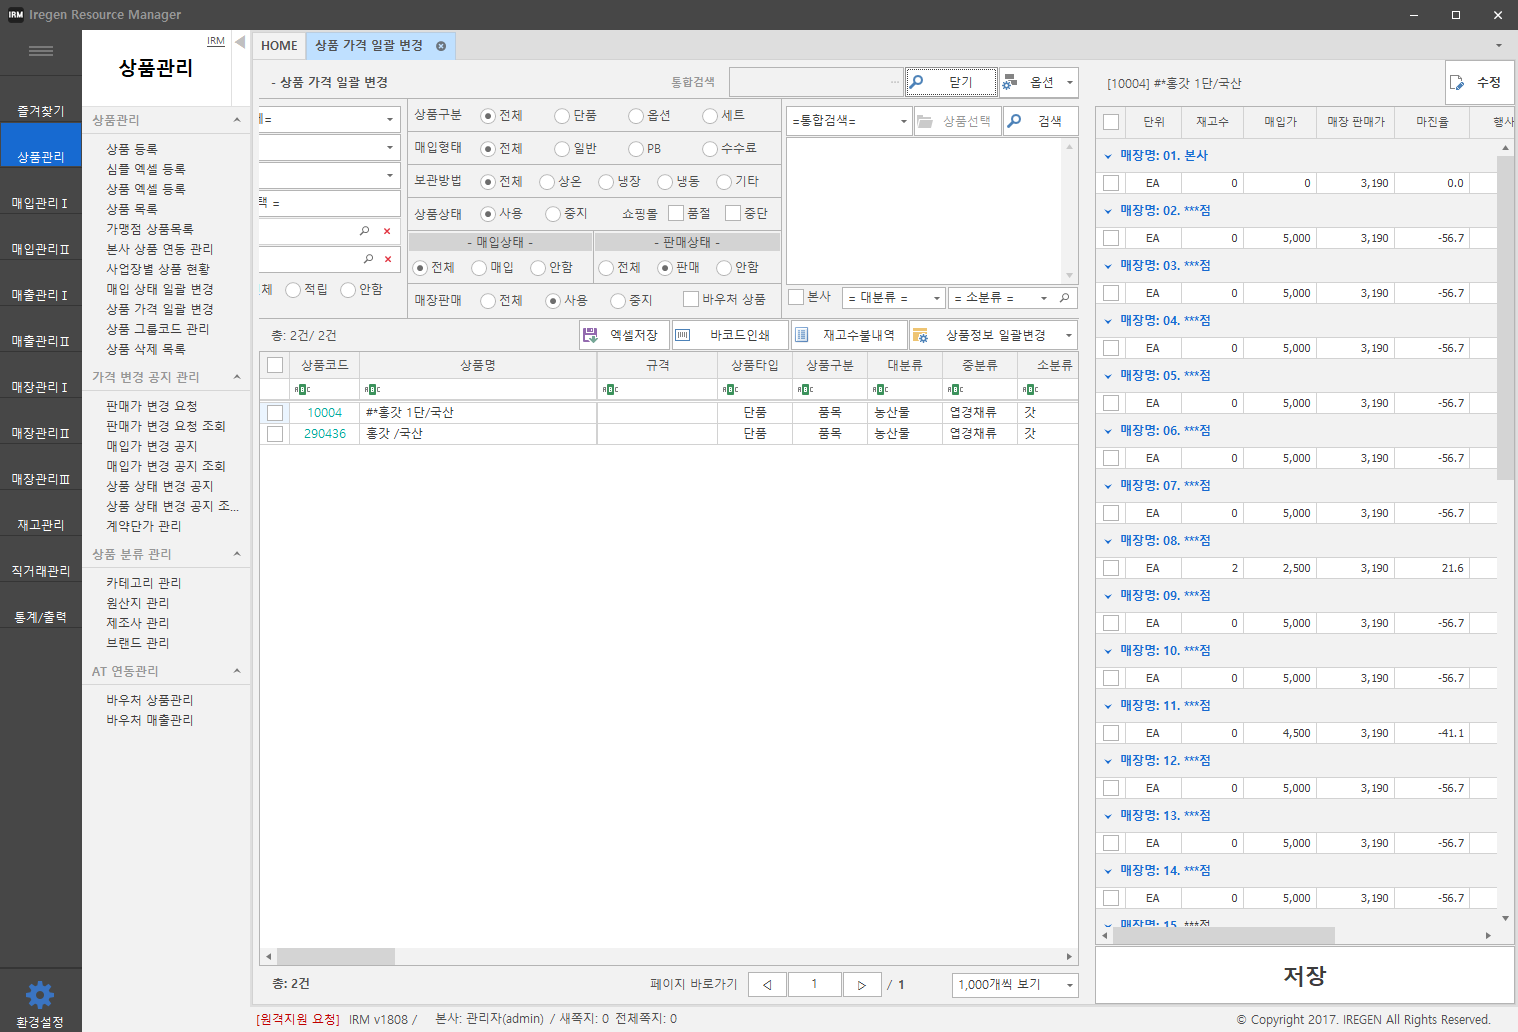 IRM Iregen Resource Manager
즐겨찾기
상품관리
매입관리 I
매입관리 II
매출관리 I
매출관리 II
매장관리 I
매장관리 II
매장관리 III
재고관리
직거래관리
통계/출력
환경설정
IRM
상품관리
상품관리
상품 등록
심플 엑셀 등록
상품 엑셀 등록
상품 목록
가맹점 상품목록
본사 상품 연동 관리
사업장별 상품 현황
매입 상태 일괄 변경
상품 가격 일괄 변경
상품 그룹코드 관리
상품 삭제 목록
가격 변경 공지 관리
판매가 변경 요청
판매가 변경 요청 조회
매입가 변경 공지
매입가 변경 공지 조회
상품 상태 변경 공지
상품 상태 변경 공지 조...
계약단가 관리
상품 분류 관리
카테고리 관리
원산지 관리
제조사 관리
브랜드 관리
AT 연동관리
바우처 상품관리
바우처 매출관리
HOME 상품 가격 일괄 변경
- 상품 가격 일괄 변경 통합검색 ... 닫기 옵션
상품구분 전체 단품 옵션 세트
매입형태 전체 일반 PB 수수료
보관방법 전체 상온 냉장 냉동 기타
상품상태 사용 중지 쇼핑몰 품절 중단
- 매입상태 - - 판매상태 -
전체 매입 안함 전체 판매 안함
적립 안함 매장판매 전체 사용 중지 바우처 상품
=통합검색= 상품선택 검색
본사 = 대분류 = = 소분류 =
총: 2건/ 2건 엑셀저장 바코드인쇄 재고수불내역 상품정보 일괄변경
상품코드 상품명 규격 상품타입 상품구분 대분류 중분류 소분류
10004 #*홍갓 1단/국산 단품 품목 농산물 엽경채류 갓
290436 홍갓 /국산 단품 품목 농산물 엽경채류 갓
총: 2건 페이지 바로가기 1 / 1 1,000개씩 보기
[10004] #*홍갓 1단/국산 수정
단위 재고수 매입가 매장 판매가 마진율 행사
매장명: 01. 본사
EA 0 0 3,190 0.0
매장명: 02. ***점
EA 0 5,000 3,190 -56.7
매장명: 03. ***점
EA 0 5,000 3,190 -56.7
매장명: 04. ***점
EA 0 5,000 3,190 -56.7
매장명: 05. ***점
EA 0 5,000 3,190 -56.7
매장명: 06. ***점
EA 0 5,000 3,190 -56.7
매장명: 07. ***점
EA 0 5,000 3,190 -56.7
매장명: 08. ***점
EA 2 2,500 3,190 21.6
매장명: 09. ***점
EA 0 5,000 3,190 -56.7
매장명: 10. ***점
EA 0 5,000 3,190 -56.7
매장명: 11. ***점
EA 0 4,500 3,190 -41.1
매장명: 12. ***점
EA 0 5,000 3,190 -56.7
매장명: 13. ***점
EA 0 5,000 3,190 -56.7
매장명: 14. ***점
EA 0 5,000 3,190 -56.7
매장명: 15. ***점
저장
[원격지원 요청] IRM v1808 / 본사: 관리자(admin) / 새쪽지: 0 전체쪽지: 0
© Copyright 2017. IREGEN All Rights Reserved.